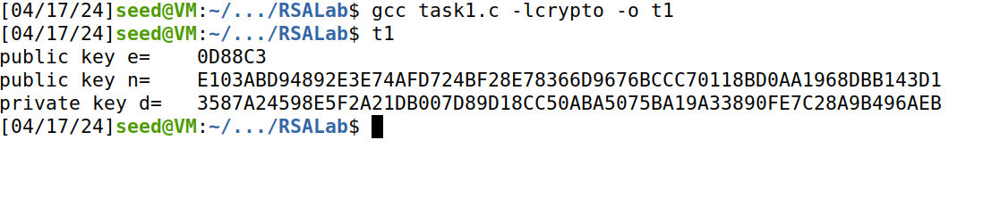 [04/17/24]seed@VM:~/.../RSALab$ gcc task1.c -lcrypto -o t1
[04/17/24]seed@VM:~/.../RSALab$ t1
public key e=    0D88C3
public key n=    E103ABD94892E3E74AFD724BF28E78366D9676BCCC70118BD0AA1968DBB143D1
private key d=   3587A24598E5F2A21DB007D89D18CC50ABA5075BA19A33890FE7C28A9B496AEB
[04/17/24]seed@VM:~/.../RSALab$